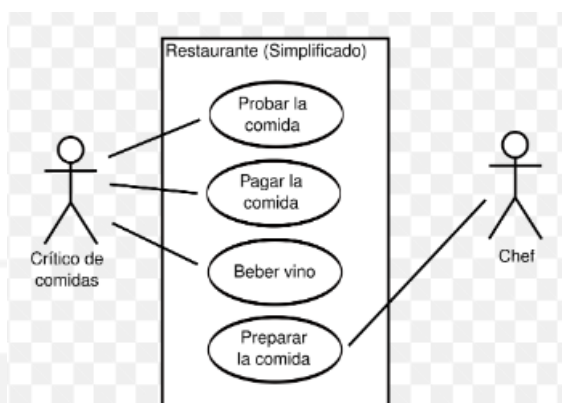 Restaurante (Simplificado)
Probar la
comida
Pagar la
comida
Beber vino
Preparar
la comida
Crítico de
comidas
Chef